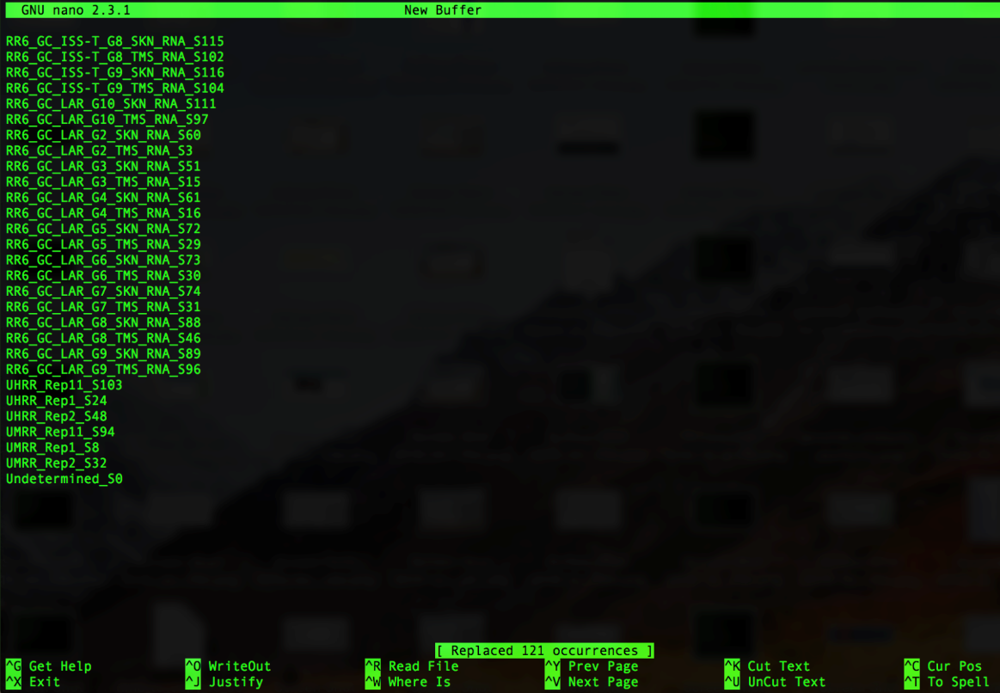 GNU nano 2.3.1 New Buffer
RR6_GC_ISS-T_G8_SKN_RNA_S115
RR6_GC_ISS-T_G8_TMS_RNA_S102
RR6_GC_ISS-T_G9_SKN_RNA_S116
RR6_GC_ISS-T_G9_TMS_RNA_S104
RR6_GC_LAR_G10_SKN_RNA_S111
RR6_GC_LAR_G10_TMS_RNA_S97
RR6_GC_LAR_G2_SKN_RNA_S60
RR6_GC_LAR_G2_TMS_RNA_S3
RR6_GC_LAR_G3_SKN_RNA_S51
RR6_GC_LAR_G3_TMS_RNA_S15
RR6_GC_LAR_G4_SKN_RNA_S61
RR6_GC_LAR_G4_TMS_RNA_S16
RR6_GC_LAR_G5_SKN_RNA_S72
RR6_GC_LAR_G5_TMS_RNA_S29
RR6_GC_LAR_G6_SKN_RNA_S73
RR6_GC_LAR_G6_TMS_RNA_S30
RR6_GC_LAR_G7_SKN_RNA_S74
RR6_GC_LAR_G7_TMS_RNA_S31
RR6_GC_LAR_G8_SKN_RNA_S88
RR6_GC_LAR_G8_TMS_RNA_S46
RR6_GC_LAR_G9_SKN_RNA_S89
RR6_GC_LAR_G9_TMS_RNA_S96
UHRR_Rep11_S103
UHRR_Rep1_S24
UHRR_Rep2_S48
UMRR_Rep11_S94
UMRR_Rep1_S8
UMRR_Rep2_S32
Undetermined_S0
[ Replaced 121 occurrences ]
^G Get Help ^O WriteOut ^R Read File ^Y Prev Page ^K Cut Text ^C Cur Pos
^X Exit ^J Justify ^W Where Is ^V Next Page ^U UnCut Text ^T To Spell